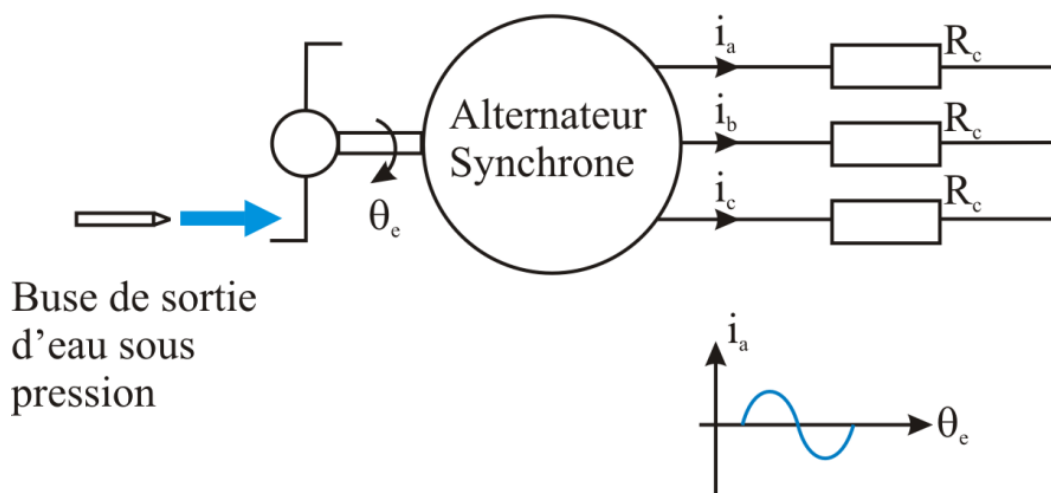 i_a
R_c
Alternateur
Synchrone
i_b
R_c
i_c
R_c
θ_e
Buse de sortie
d'eau sous
pression
i_a
θ_e